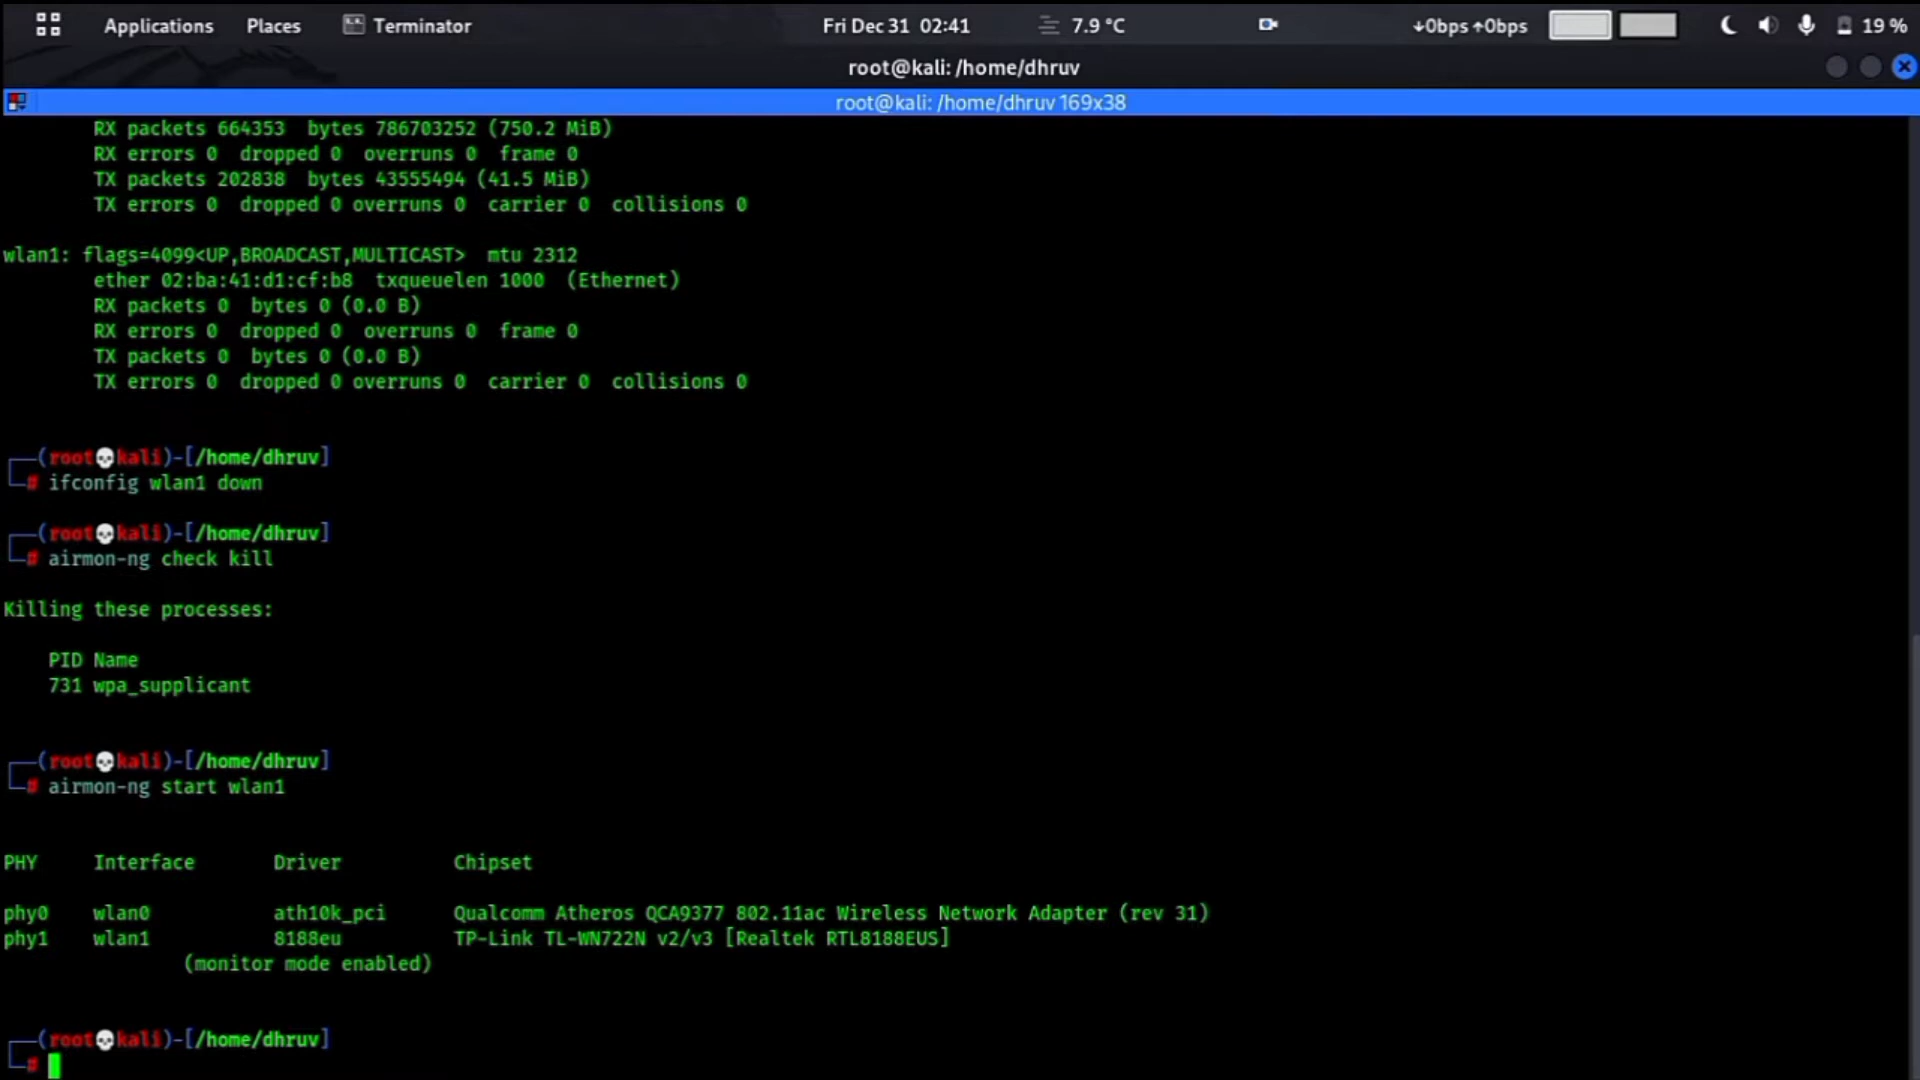 Applications Places Terminator Fri Dec 31 02:41 7.9 °C ↓0bps ↑0bps 19 %
root@kali: /home/dhruv
root@kali: /home/dhruv 169x38
RX packets 664353 bytes 786703252 (750.2 MiB)
RX errors 0 dropped 0 overruns 0 frame 0
TX packets 202838 bytes 43555494 (41.5 MiB)
TX errors 0 dropped 0 overruns 0 carrier 0 collisions 0
wlan1: flags=4099<UP,BROADCAST,MULTICAST> mtu 2312
ether 02:ba:41:d1:cf:b8 txqueuelen 1000 (Ethernet)
RX packets 0 bytes 0 (0.0 B)
RX errors 0 dropped 0 overruns 0 frame 0
TX packets 0 bytes 0 (0.0 B)
TX errors 0 dropped 0 overruns 0 carrier 0 collisions 0
┌──(root💀kali)-[/home/dhruv]
└─# ifconfig wlan1 down
┌──(root💀kali)-[/home/dhruv]
└─# airmon-ng check kill
Killing these processes:
PID Name
731 wpa_supplicant
┌──(root💀kali)-[/home/dhruv]
└─# airmon-ng start wlan1
PHY Interface Driver Chipset
phy0 wlan0 ath10k_pci Qualcomm Atheros QCA9377 802.11ac Wireless Network Adapter (rev 31)
phy1 wlan1 8188eu TP-Link TL-WN722N v2/v3 [Realtek RTL8188EUS]
(monitor mode enabled)
┌──(root💀kali)-[/home/dhruv]
└─#